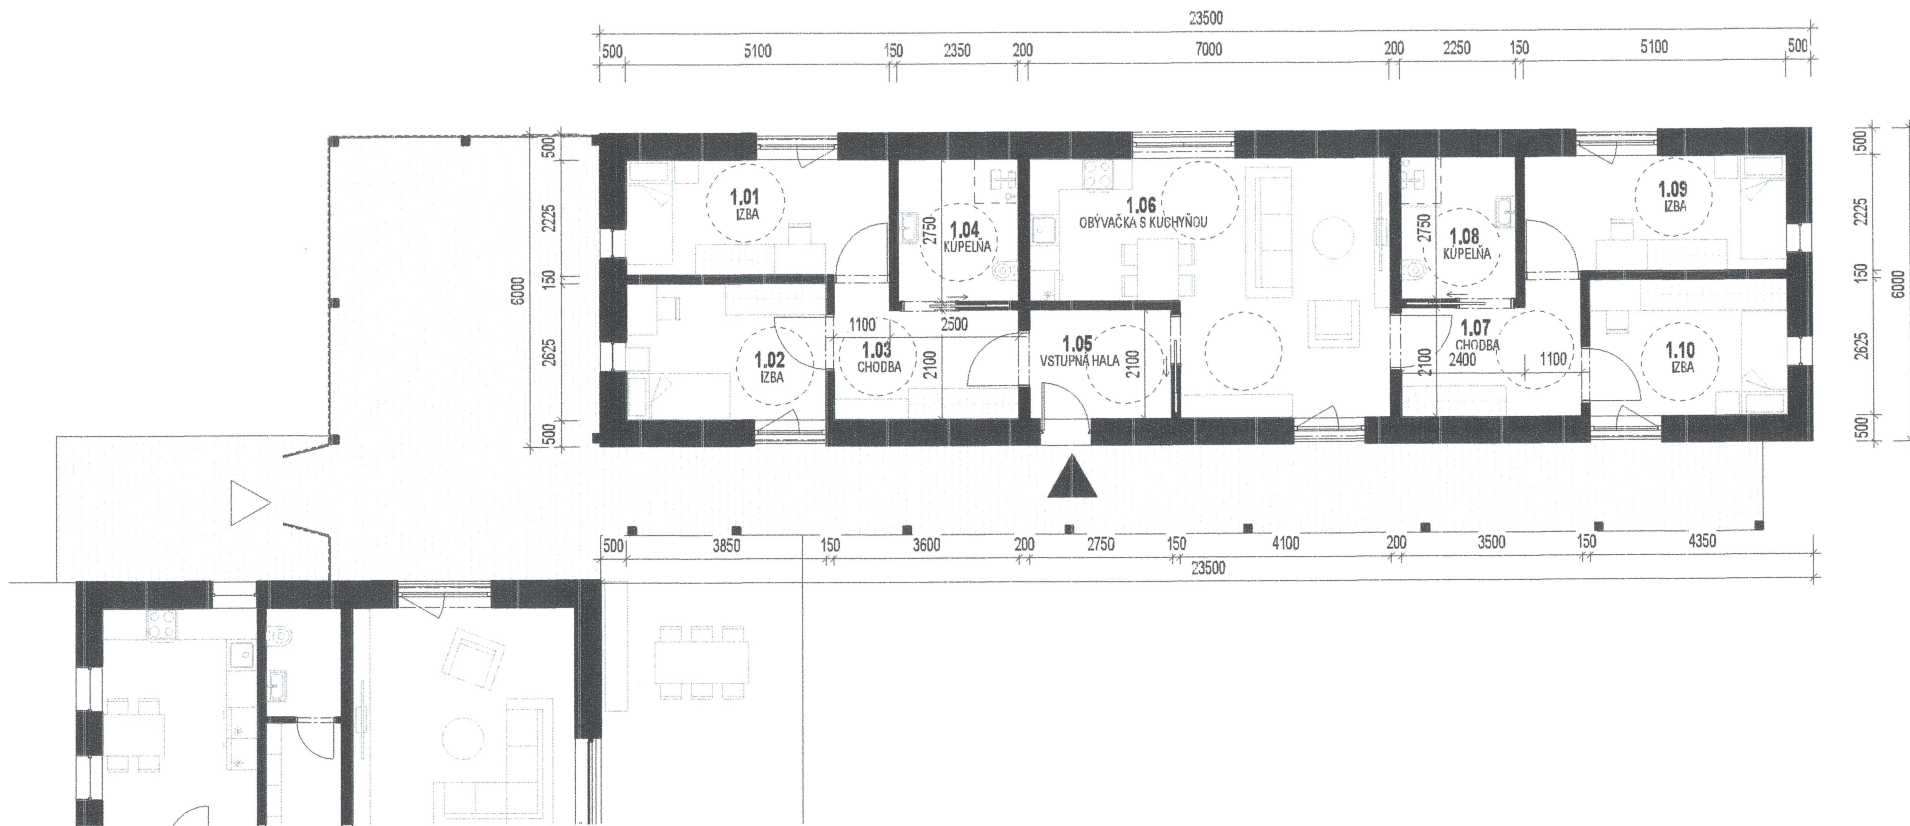 23500
500 5100 150 2350 200 7000 200 2250 150 5100 500
500
2225
150
2625
500
6000
500
2225
150
2625
500
6000
1.01
IZBA
1.04
KÚPEĽŇA
2750
1.06
OBÝVAČKA S KUCHYŇOU
1.08
KÚPEĽŇA
2750
1.09
IZBA
1.02
IZBA
1100 2500
1.03
CHODBA
2100
1.05
VSTUPNÁ HALA
2100
1.07
CHODBA
2400 1100
2100
1.10
IZBA
500 3850 150 3600 200 2750 150 4100 200 3500 150 4350
23500